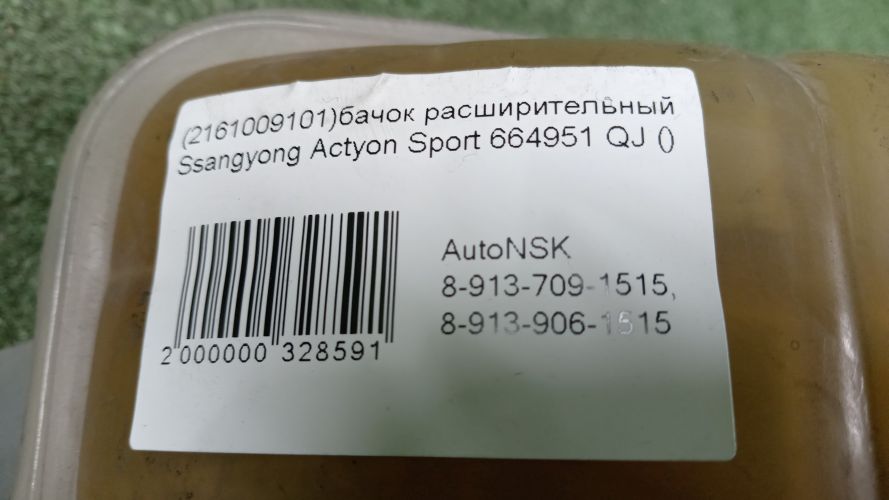 (2161009101)бачок расширительный
Ssangyong Actyon Sport 664951 QJ ()
AutoNSK
8-913-709-1515,
8-913-906-1515
2 000000 328591